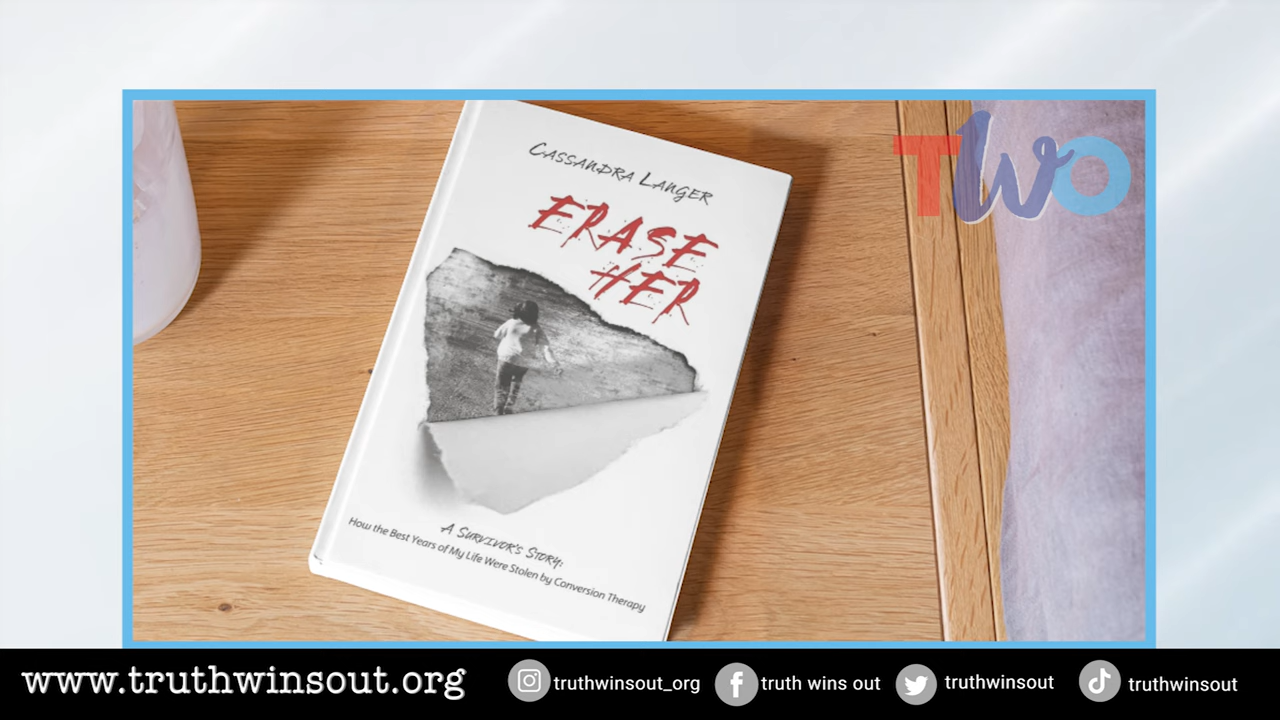 CASSANDRA LANGER
TWO
ERASE
HER
A SURVIVOR'S STORY:
How the Best Years of My Life Were Stolen by Conversion Therapy
www.truthwinsout.org
truthwinsout_org
truth wins out
truthwinsout
truthwinsout